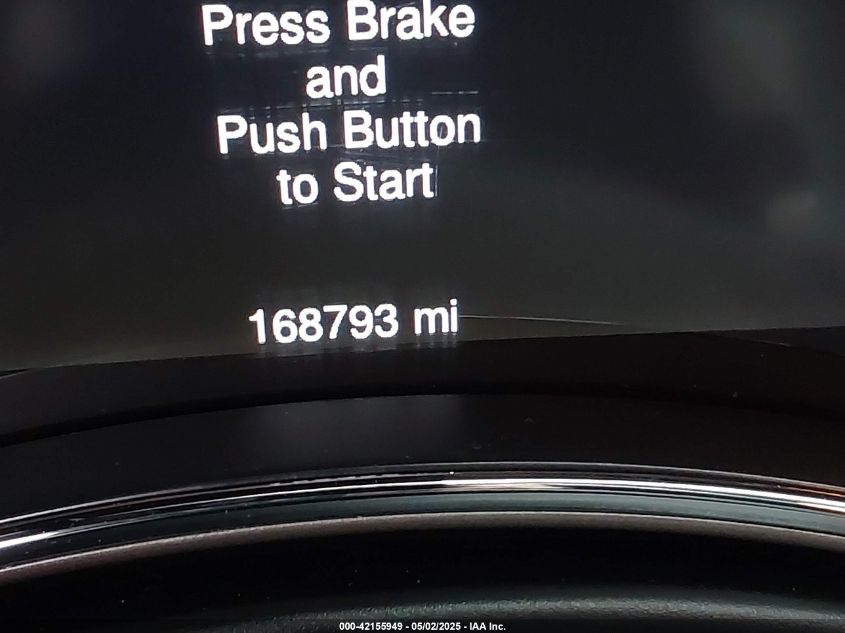 Press Brake
and
Push Button
to Start
168793 mi
000-42155949 - 05/02/2025 - IAA Inc.